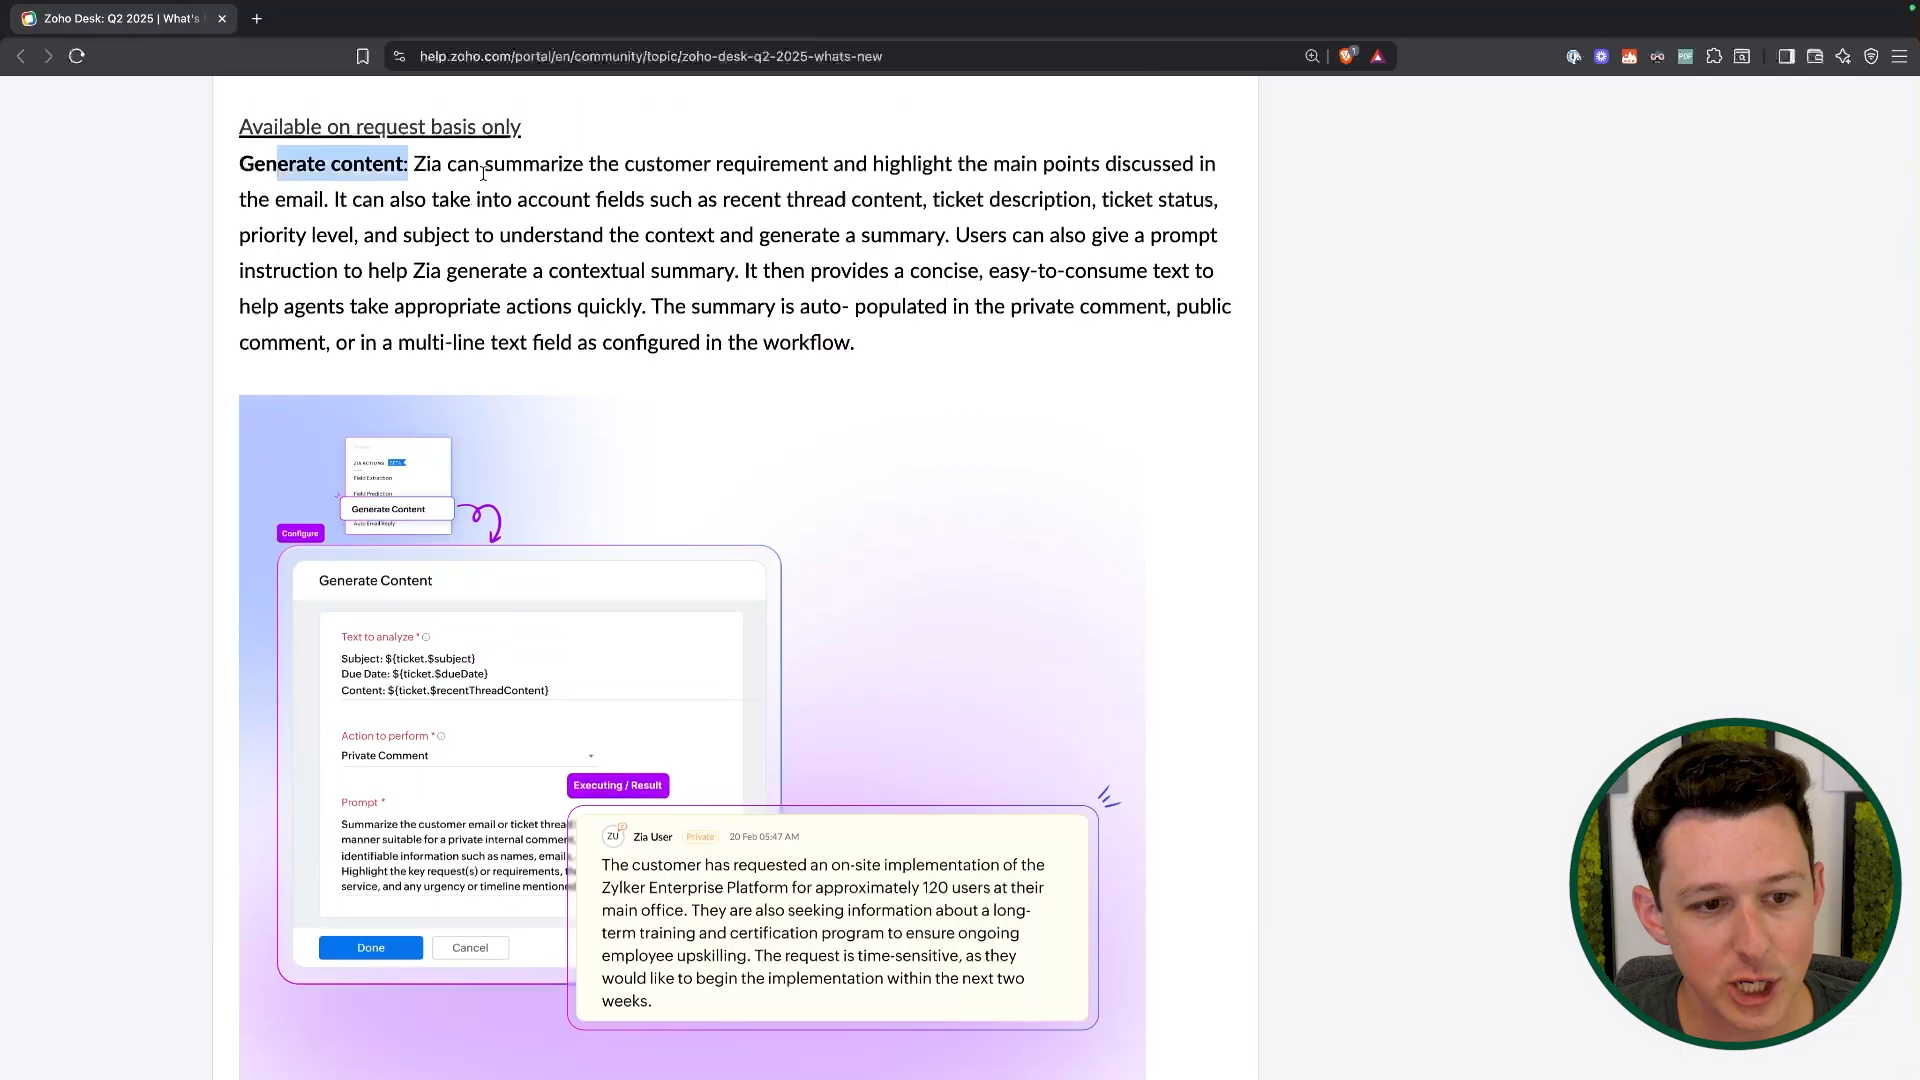 Zoho Desk: Q2 2025 | What's
help.zoho.com/portal/en/community/topic/zoho-desk-q2-2025-whats-new
1
PDF
Available on request basis only
Generate content: Zia can summarize the customer requirement and highlight the main points discussed in
the email. It can also take into account fields such as recent thread content, ticket description, ticket status,
priority level, and subject to understand the context and generate a summary. Users can also give a prompt
instruction to help Zia generate a contextual summary. It then provides a concise, easy-to-consume text to
help agents take appropriate actions quickly. The summary is auto- populated in the private comment, public
comment, or in a multi-line text field as configured in the workflow.
ZIA ACTIONS BETA
Field Extraction
Field Prediction
Generate Content
Auto Email Reply
Configure
Generate Content
Text to analyze *
Subject: ${ticket.$subject}
Due Date: ${ticket.$dueDate}
Content: ${ticket.$recentThreadContent}
Action to perform *
Private Comment
Executing / Result
Prompt *
Summarize the customer email or ticket threa
manner suitable for a private internal commen
identifiable information such as names, email
Highlight the key request(s) or requirements,
service, and any urgency or timeline mentione
Done
Cancel
ZU Zia User Private 20 Feb 05:47 AM
The customer has requested an on-site implementation of the
Zylker Enterprise Platform for approximately 120 users at their
main office. They are also seeking information about a long-
term training and certification program to ensure ongoing
employee upskilling. The request is time-sensitive, as they
would like to begin the implementation within the next two
weeks.